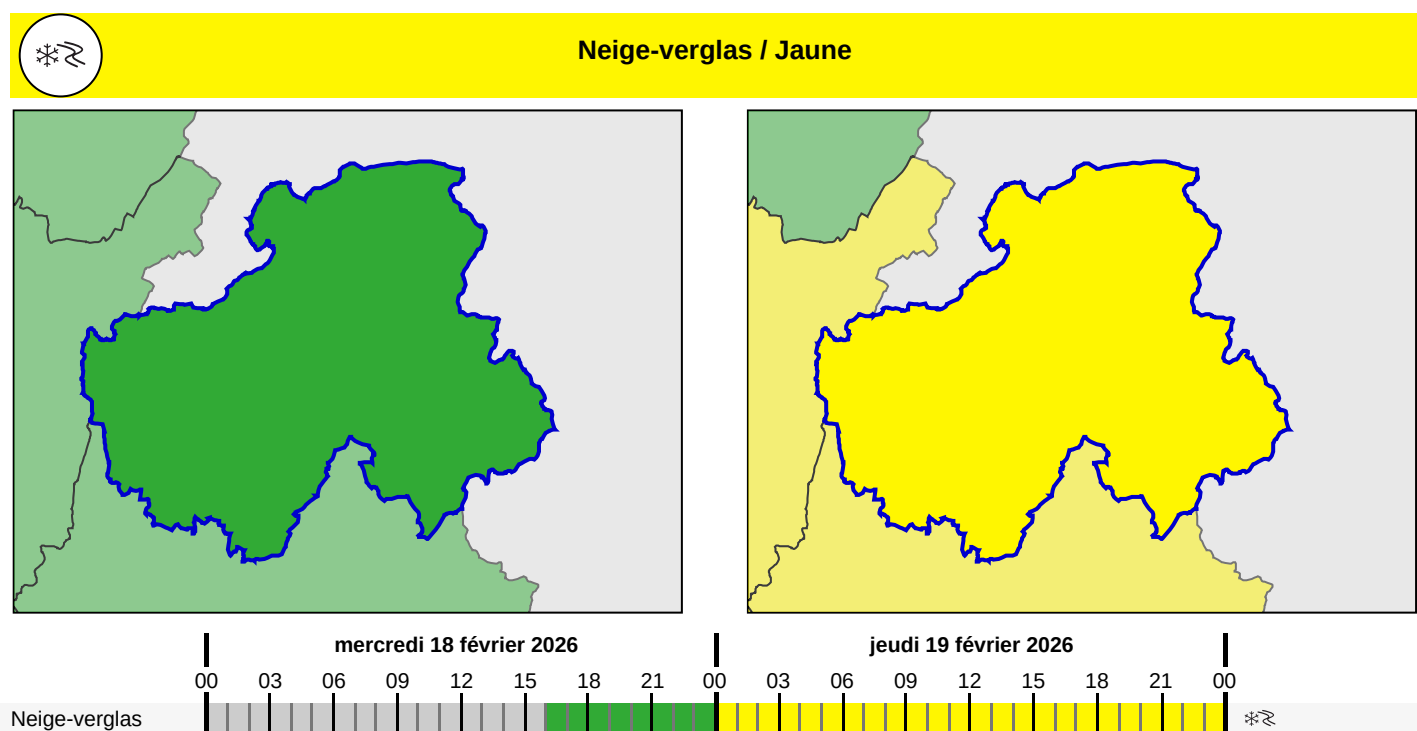 Neige-verglas / Jaune
mercredi 18 février 2026 jeudi 19 février 2026
00 03 06 09 12 15 18 21 00 03 06 09 12 15 18 21 00
Neige-verglas